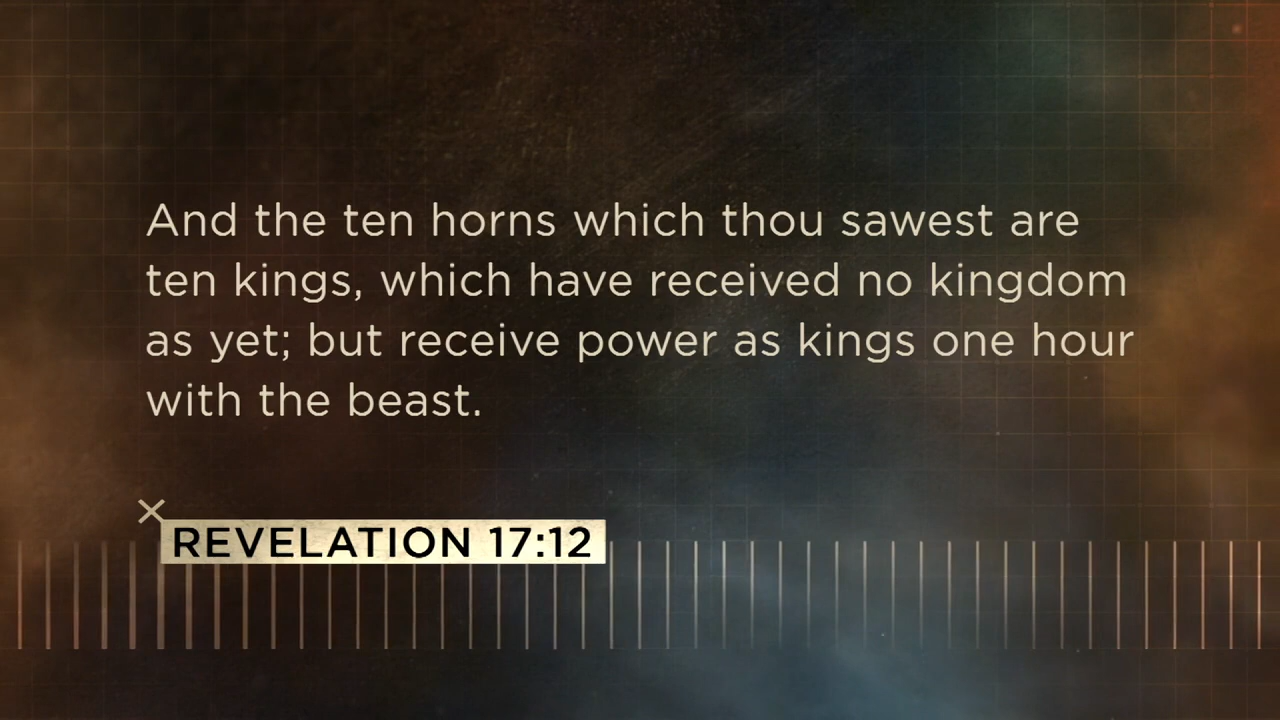 And the ten horns which thou sawest are
ten kings, which have received no kingdom
as yet; but receive power as kings one hour
with the beast.
REVELATION 17:12